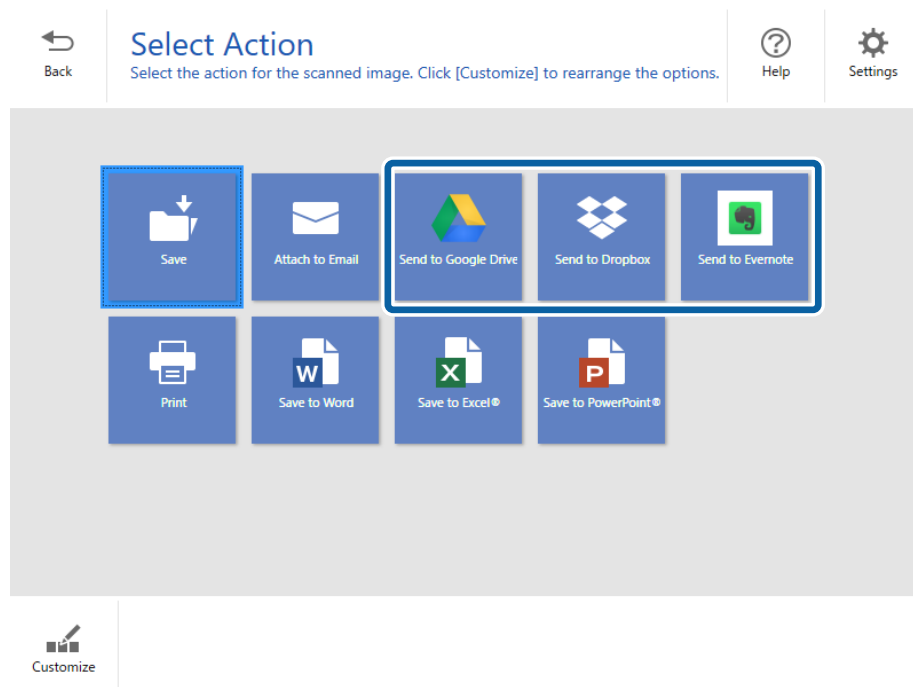 Back
Select Action
Select the action for the scanned image. Click [Customize] to rearrange the options.
Help
Settings
Save
Attach to Email
Send to Google Drive
Send to Dropbox
Send to Evernote
Print
W
Save to Word
X
Save to Excel®
P
Save to PowerPoint®
Customize